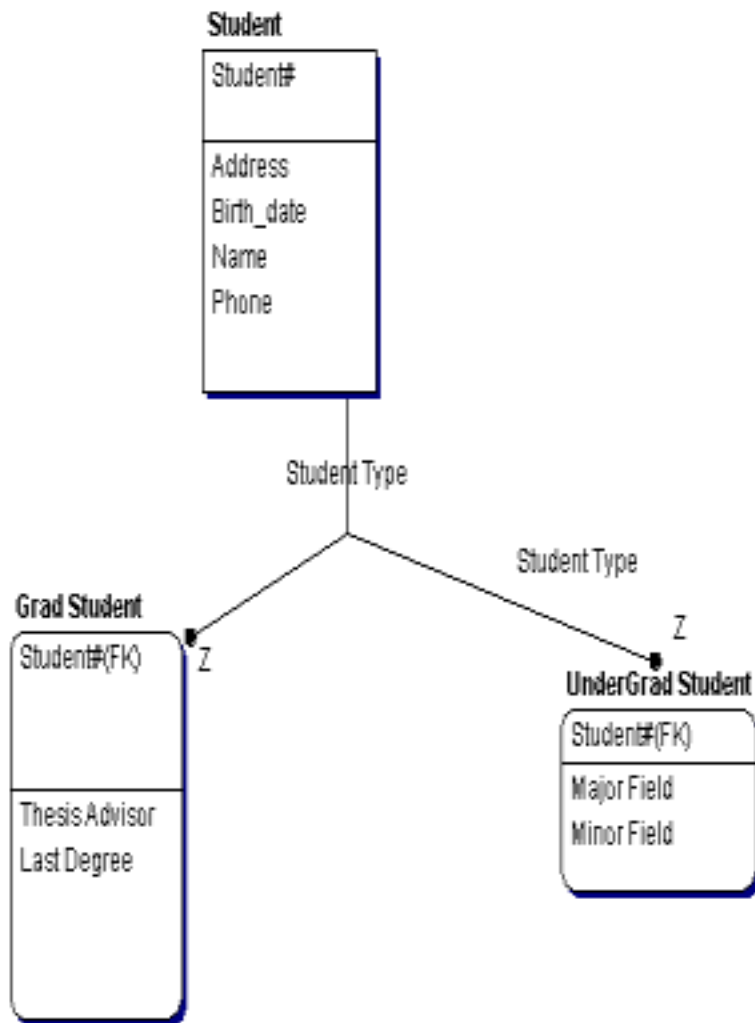 Student
Student#
Address
Birth_date
Name
Phone
Student Type
Student Type
Grad Student
Student#(FK)
Z
Thesis Advisor
Last Degree
Z
UnderGrad Student
Student#(FK)
Major Field
Minor Field